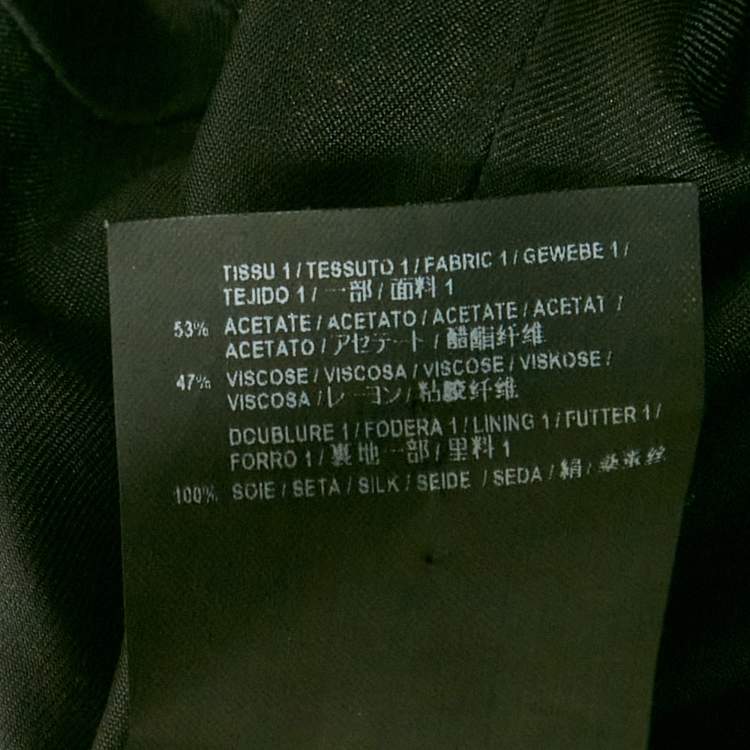 TISSU 1 / TESSUTO 1 / FABRIC 1 / GEWEBE 1 /
TEJIDO 1 / 一部 / 面料 1
53% ACETATE / ACETATO / ACETATE / ACETAT /
ACETATO / アセテート / 醋酯纤维
47% VISCOSE / VISCOSA / VISCOSE / VISKOSE /
VISCOSA / レーヨン / 粘胶纤维
DOUBLURE 1 / FODERA 1 / LINING 1 / FUTTER 1 /
FORRO 1 / 裏地一部 / 里料 1
100% SOIE / SETA / SILK / SEIDE / SEDA / 絹 / 桑蚕丝